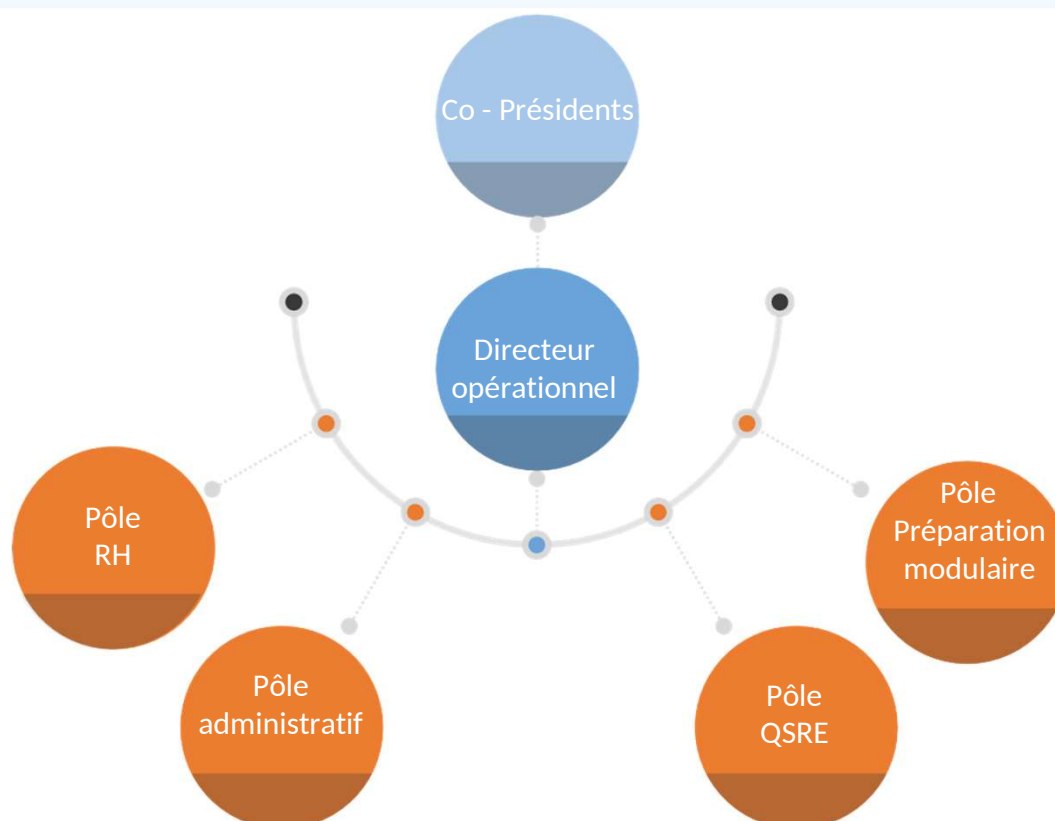 Co - Présidents
Directeur
opérationnel
Pôle
RH
Pôle
administratif
Pôle
QSRE
Pôle
Préparation
modulaire